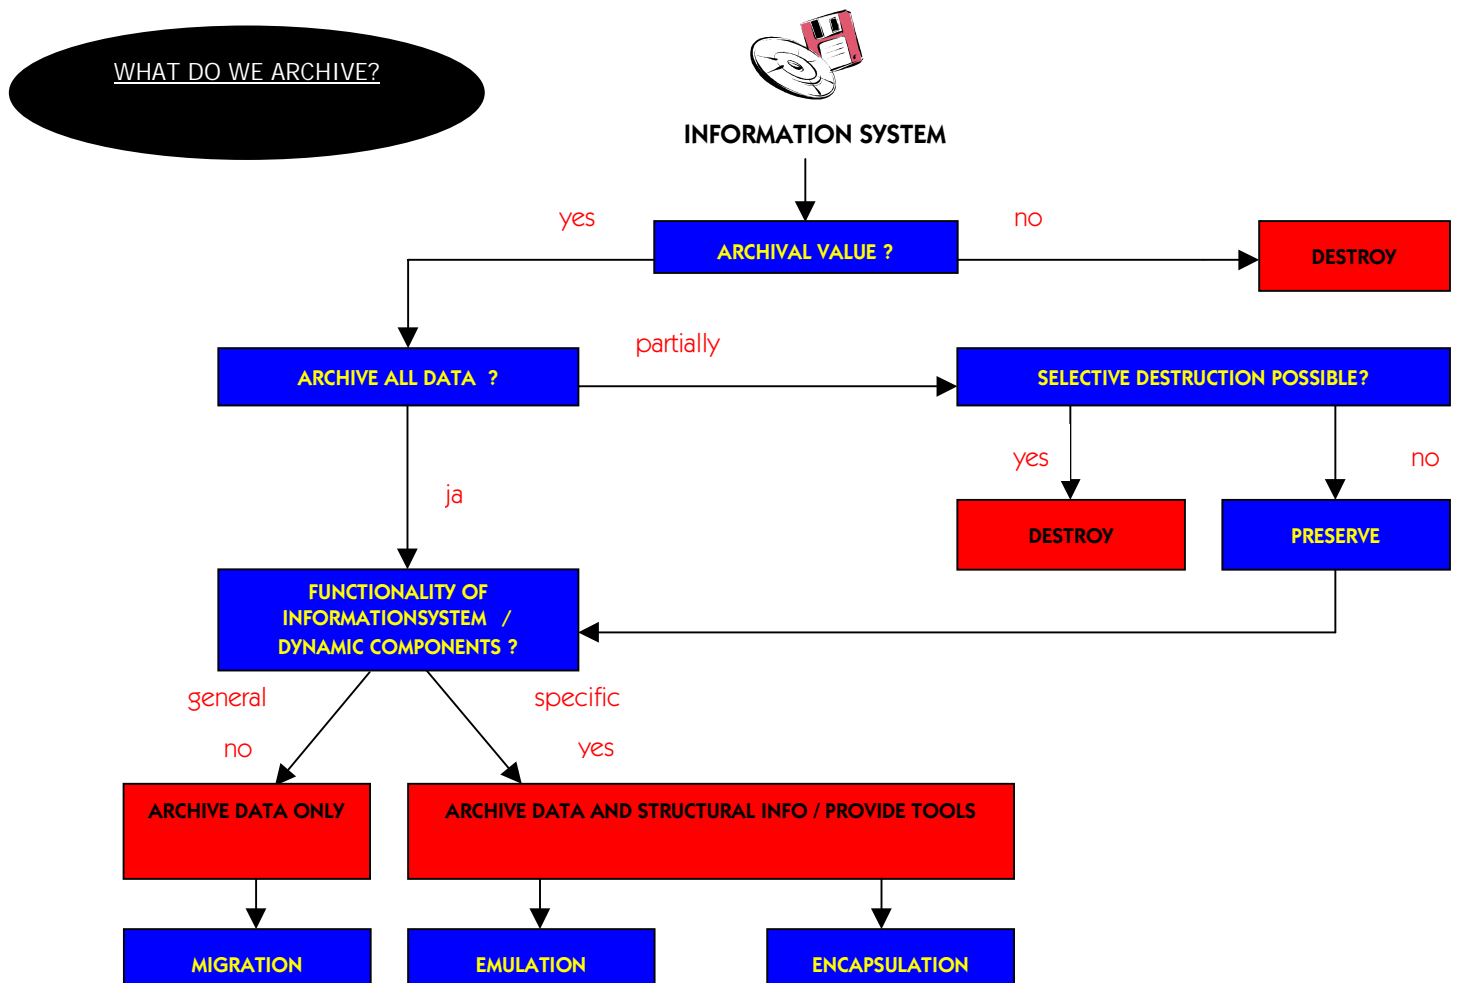 WHAT DO WE ARCHIVE?
INFORMATION SYSTEM
yes
no
ARCHIVAL VALUE ?
DESTROY
partially
ARCHIVE ALL DATA ?
SELECTIVE DESTRUCTION POSSIBLE?
yes
no
ja
DESTROY
PRESERVE
FUNCTIONALITY OF
INFORMATIONSYSTEM /
DYNAMIC COMPONENTS ?
general
specific
no
yes
ARCHIVE DATA ONLY
ARCHIVE DATA AND STRUCTURAL INFO / PROVIDE TOOLS
MIGRATION
EMULATION
ENCAPSULATION